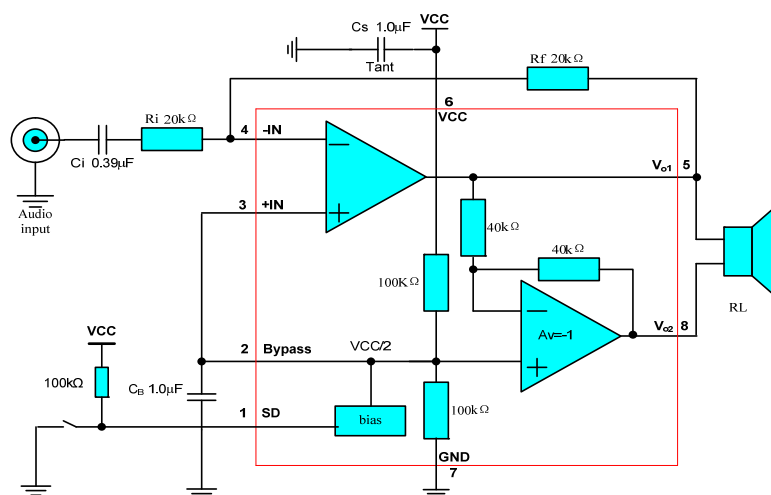 Cs 1.0μF
VCC
Tant
Rf 20kΩ
Ri 20kΩ
6
VCC
4 -IN
Ci 0.39μF
Vo1 5
Audio
input
3 +IN
40kΩ
40kΩ
100KΩ
RL
VCC
2 Bypass
VCC/2
Av=-1
Vo2 8
100kΩ
CB 1.0μF
1 SD
bias
100kΩ
GND
7